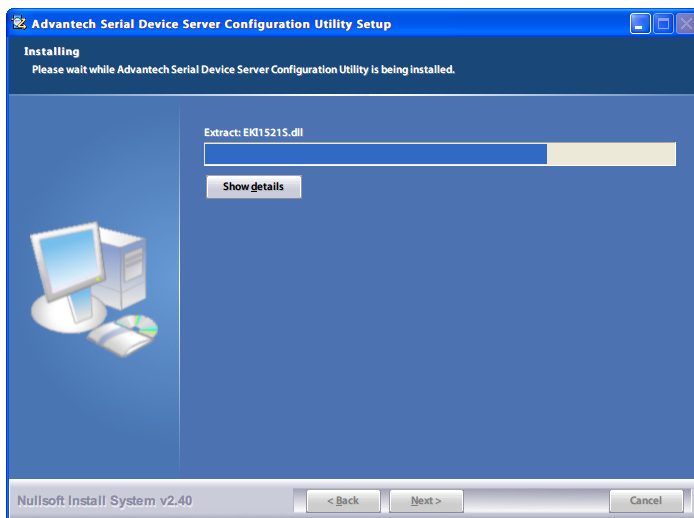 Advantech Serial Device Server Configuration Utility Setup
Installing
Please wait while Advantech Serial Device Server Configuration Utility is being installed.
Extract: EKI1521S.dll
Show details
Nullsoft Install System v2.40
< Back
Next >
Cancel